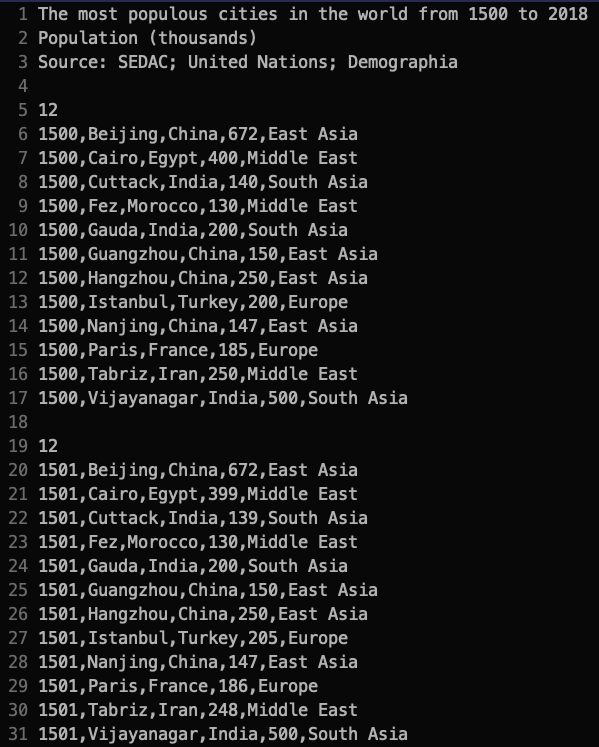 1 The most populous cities in the world from 1500 to 2018
2 Population (thousands)
3 Source: SEDAC; United Nations; Demographia
4
5 12
6 1500,Beijing,China,672,East Asia
7 1500,Cairo,Egypt,400,Middle East
8 1500,Cuttack,India,140,South Asia
9 1500,Fez,Morocco,130,Middle East
10 1500,Gauda,India,200,South Asia
11 1500,Guangzhou,China,150,East Asia
12 1500,Hangzhou,China,250,East Asia
13 1500,Istanbul,Turkey,200,Europe
14 1500,Nanjing,China,147,East Asia
15 1500,Paris,France,185,Europe
16 1500,Tabriz,Iran,250,Middle East
17 1500,Vijayanagar,India,500,South Asia
18
19 12
20 1501,Beijing,China,672,East Asia
21 1501,Cairo,Egypt,399,Middle East
22 1501,Cuttack,India,139,South Asia
23 1501,Fez,Morocco,130,Middle East
24 1501,Gauda,India,200,South Asia
25 1501,Guangzhou,China,150,East Asia
26 1501,Hangzhou,China,250,East Asia
27 1501,Istanbul,Turkey,205,Europe
28 1501,Nanjing,China,147,East Asia
29 1501,Paris,France,186,Europe
30 1501,Tabriz,Iran,248,Middle East
31 1501,Vijayanagar,India,500,South Asia